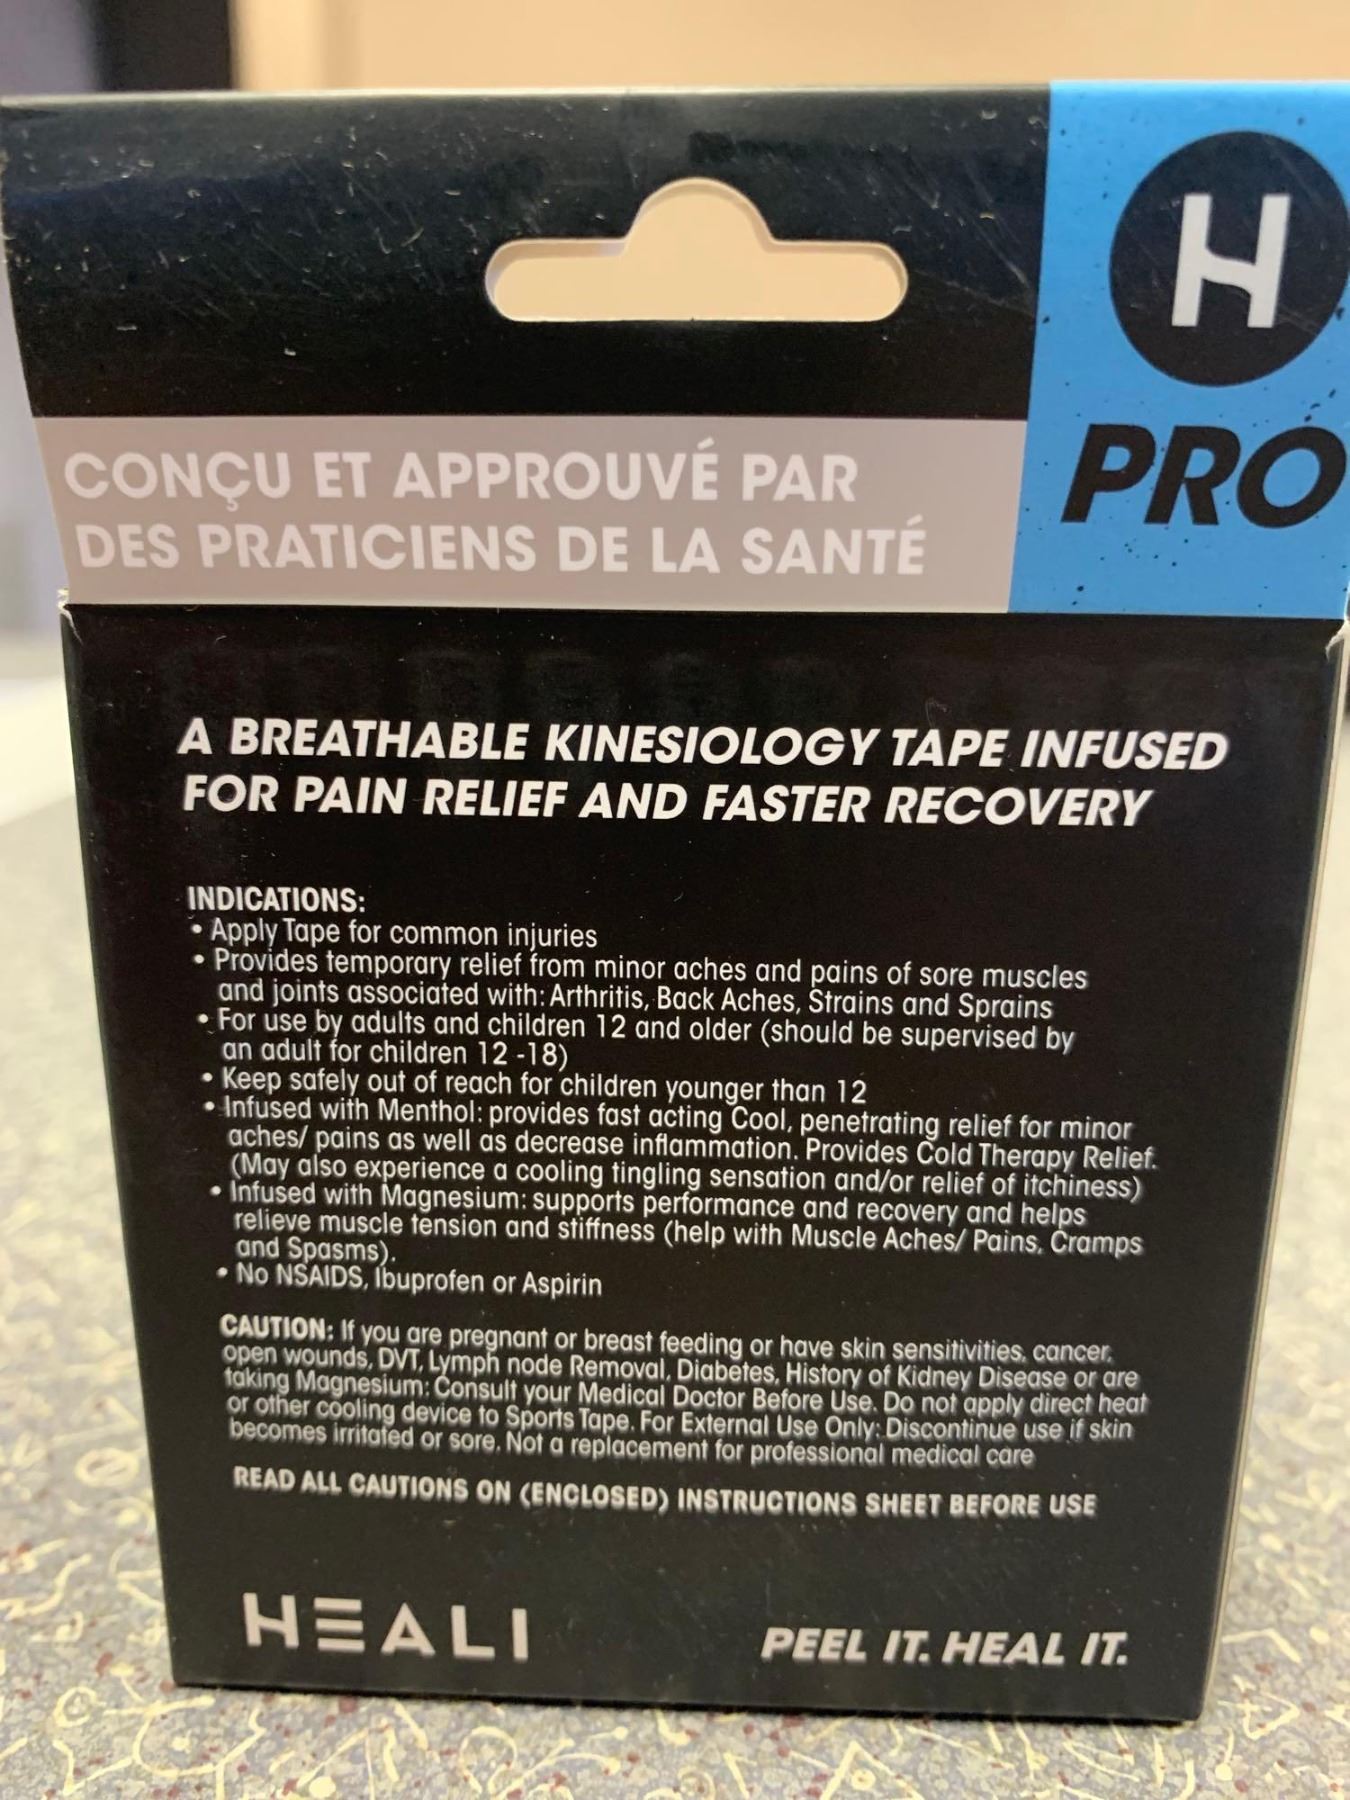 H
PRO
CONÇU ET APPROUVÉ PAR
DES PRATICIENS DE LA SANTÉ
A BREATHABLE KINESIOLOGY TAPE INFUSED
FOR PAIN RELIEF AND FASTER RECOVERY
INDICATIONS:
• Apply Tape for common injuries
• Provides temporary relief from minor aches and pains of sore muscles
and joints associated with: Arthritis, Back Aches, Strains and Sprains
• For use by adults and children 12 and older (should be supervised by
an adult for children 12 -18)
• Keep safely out of reach for children younger than 12
• Infused with Menthol: provides fast acting Cool, penetrating relief for minor
aches/ pains as well as decrease inflammation. Provides Cold Therapy Relief.
(May also experience a cooling tingling sensation and/or relief of itchiness)
• Infused with Magnesium: supports performance and recovery and helps
relieve muscle tension and stiffness (help with Muscle Aches/ Pains, Cramps
and Spasms).
• No NSAIDS, Ibuprofen or Aspirin
CAUTION: If you are pregnant or breast feeding or have skin sensitivities, cancer,
open wounds, DVT, Lymph node Removal, Diabetes, History of Kidney Disease or are
taking Magnesium: Consult your Medical Doctor Before Use. Do not apply direct heat
or other cooling device to Sports Tape. For External Use Only: Discontinue use if skin
becomes irritated or sore. Not a replacement for professional medical care
READ ALL CAUTIONS ON (ENCLOSED) INSTRUCTIONS SHEET BEFORE USE
HEALI
PEEL IT. HEAL IT.